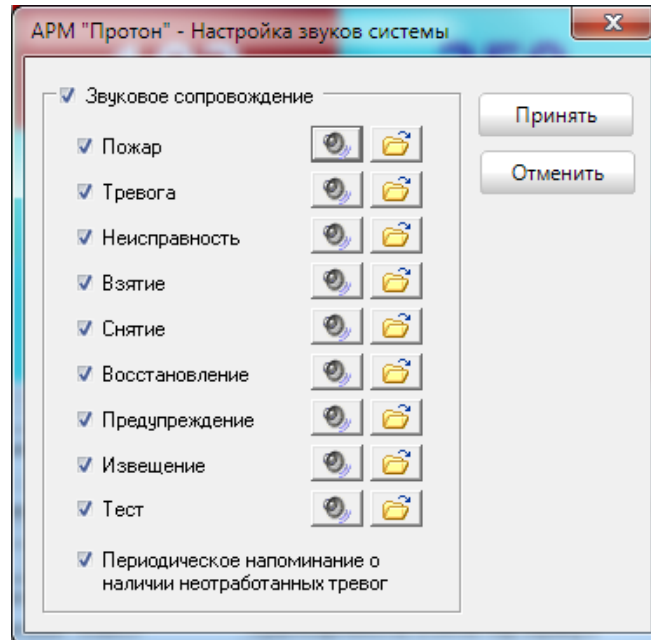 АРМ "Протон" - Настройка звуков системы
Звуковое сопровождение
Принять
Пожар
Отменить
Тревога
Неисправность
Взятие
Снятие
Восстановление
Предупреждение
Извещение
Тест
Периодическое напоминание о
наличии неотработанных тревог